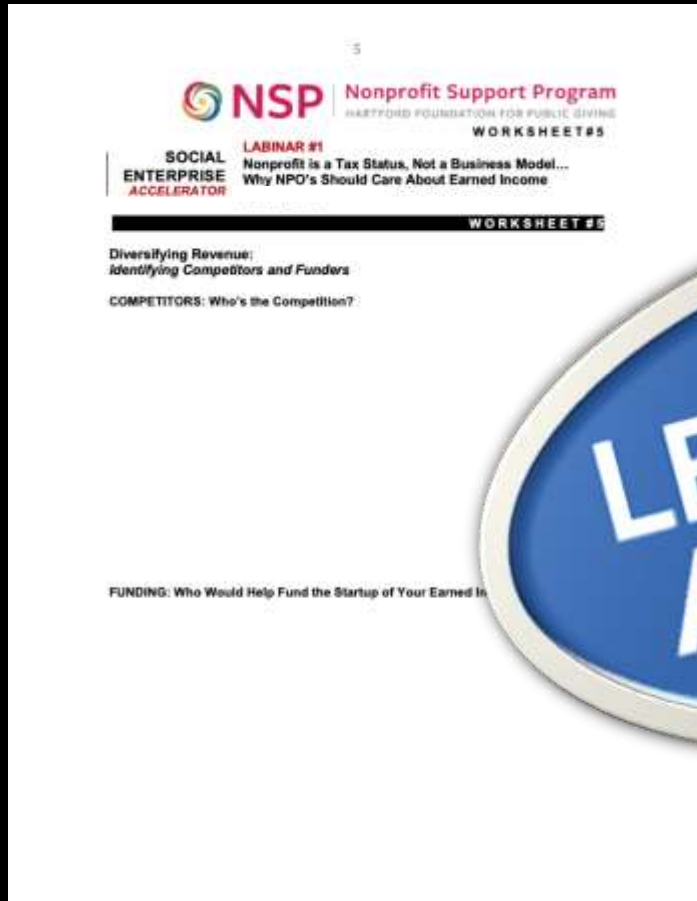 5
NSP Nonprofit Support Program
HARTFORD FOUNDATION FOR PUBLIC GIVING
WORKSHEET#5
SOCIAL
ENTERPRISE
ACCELERATOR
LABINAR #1
Nonprofit is a Tax Status, Not a Business Model...
Why NPO's Should Care About Earned Income
WORKSHEET #5
Diversifying Revenue:
Identifying Competitors and Funders
COMPETITORS: Who's the Competition?
FUNDING: Who Would Help Fund the Startup of Your Earned